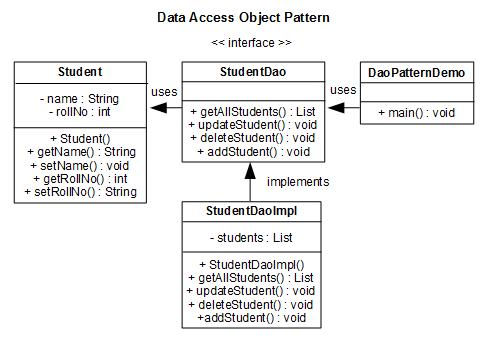 Data Access Object Pattern
<< interface >>
Student
- name : String
- rollNo : int
+ Student()
+ getName() : String
+ setName() : void
+ getRollNo() : int
+ setRollNo() : String
uses
StudentDao
+ getAllStudents() : List
+ updateStudent() : void
+ deleteStudent() : void
+ addStudent() : void
uses
DaoPatternDemo
+ main() : void
implements
StudentDaoImpl
- students : List
+ StudentDaoImpl()
+ getAllStudents() : List
+ updateStudent() : void
+ deleteStudent() : void
+addStudent() : void